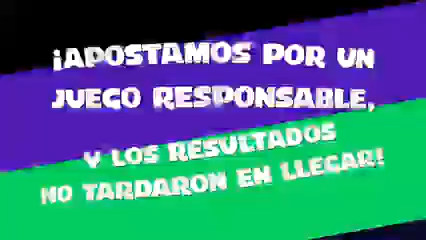 ¡APOSTAMOS POR UN
JUEGO RESPONSABLE,
Y LOS RESULTADOS
NO TARDARON EN LLEGAR!